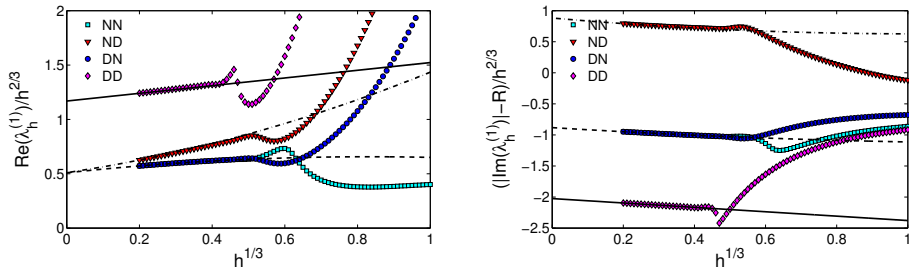 Re(λ_h^(1))/h^2/3
2
1.5
1
0.5
0
NN
ND
DN
DD
0
0.2
0.4
0.6
0.8
1
h^1/3
(|Im(λ_h^(1))|−R)/h^2/3
1
0.5
0
−0.5
−1
−1.5
−2
−2.5
NN
ND
DN
DD
0
0.2
0.4
0.6
0.8
1
h^1/3